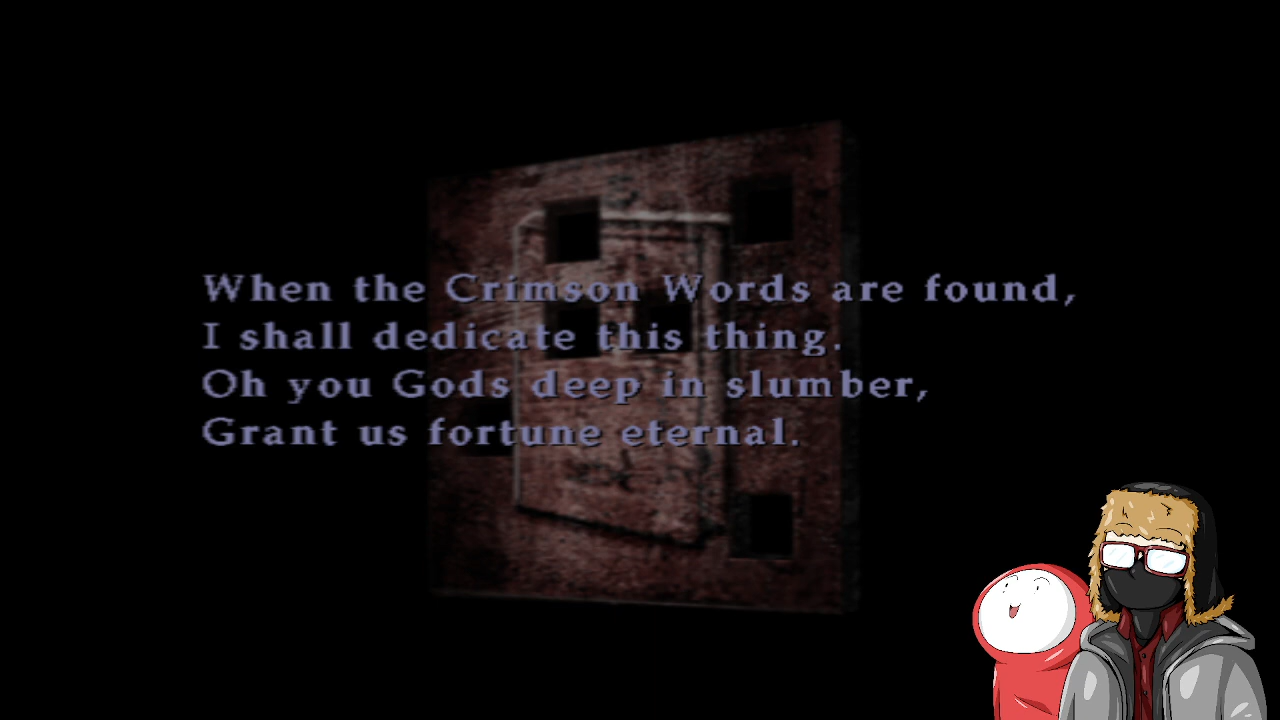 When the Crimson Words are found,
I shall dedicate this thing.
Oh you Gods deep in slumber,
Grant us fortune eternal.